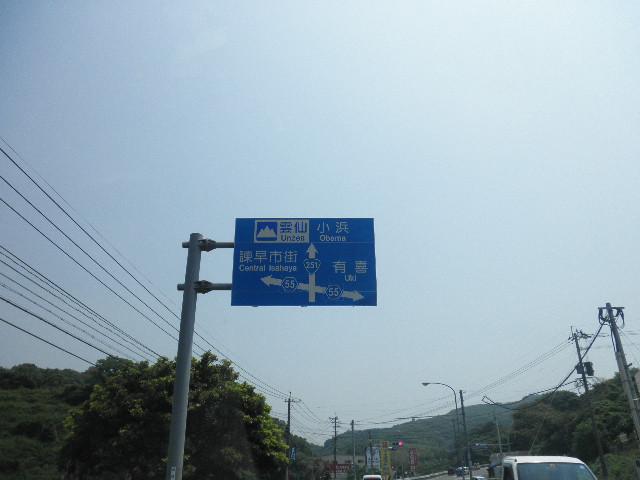 雲仙 小浜
Unzen Obama
諫早市街
Central Isahaya
251
有喜
Uki
55
55